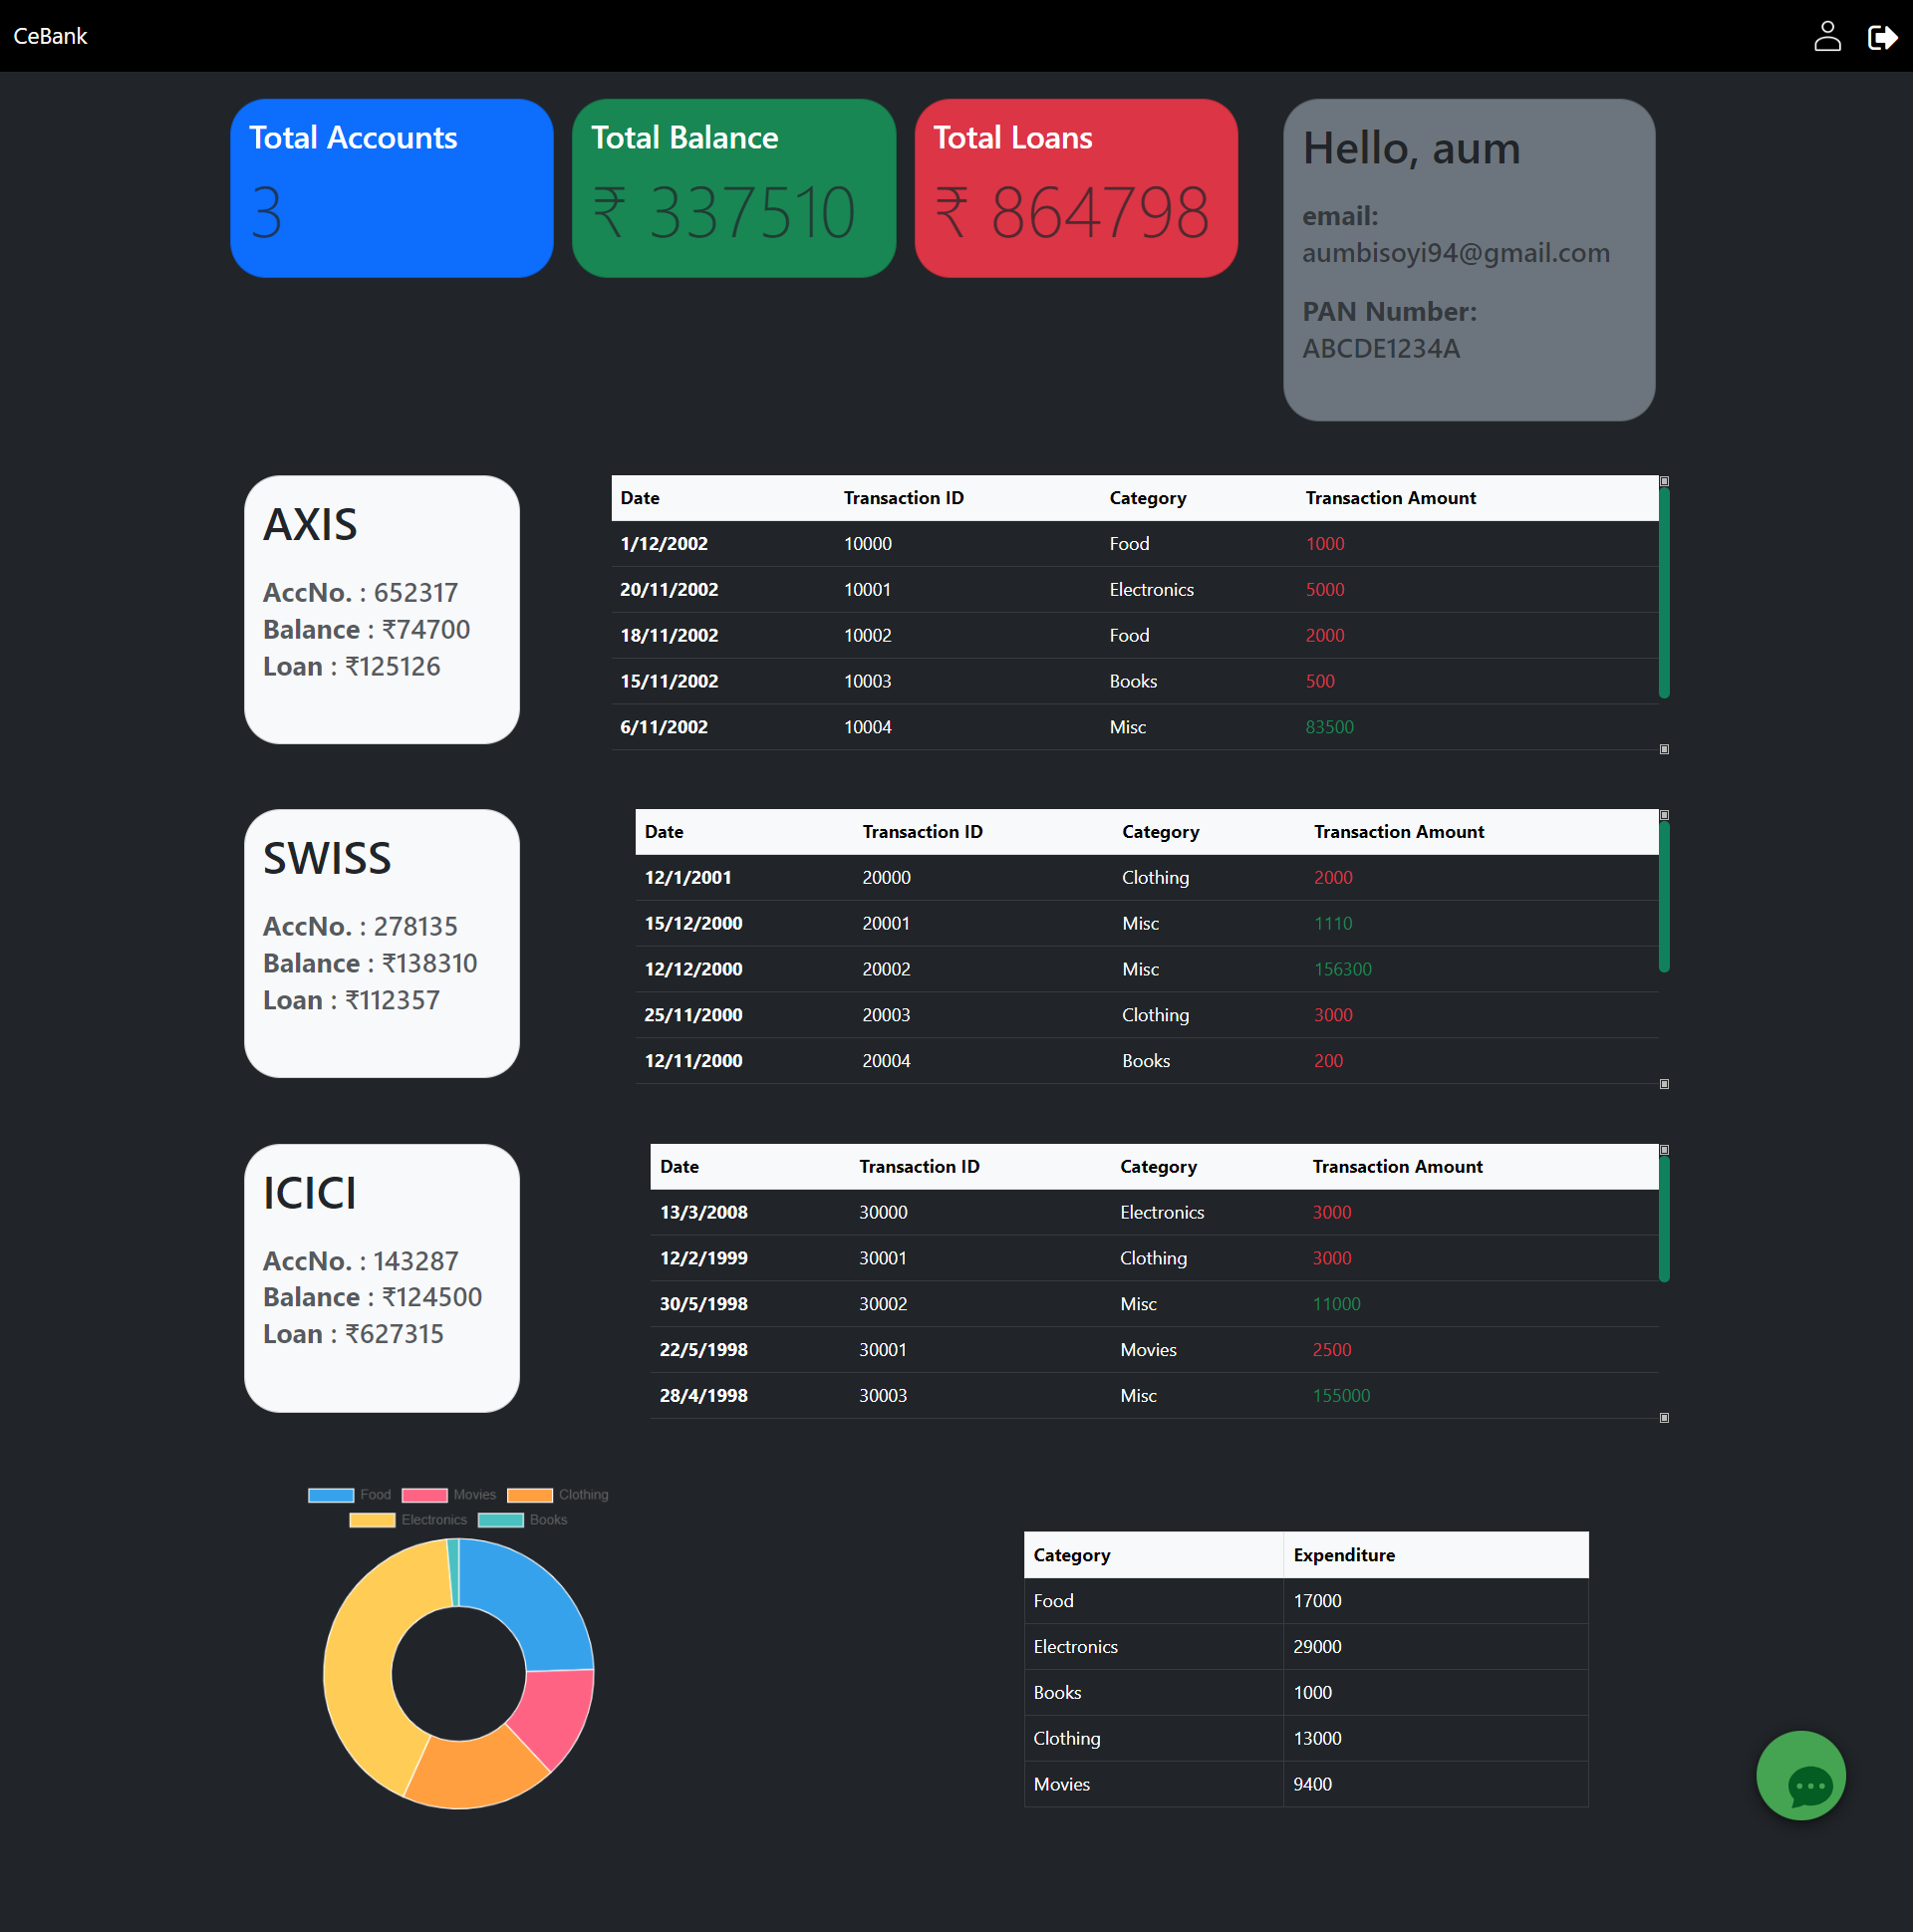 CeBank
Total Accounts
3
Total Balance
₹ 337510
Total Loans
₹ 864798
Hello, aum
email:
aumbisoyi94@gmail.com
PAN Number:
ABCDE1234A
AXIS
AccNo. : 652317
Balance : ₹74700
Loan : ₹125126
Date Transaction ID Category Transaction Amount
1/12/2002 10000 Food 1000
20/11/2002 10001 Electronics 5000
18/11/2002 10002 Food 2000
15/11/2002 10003 Books 500
6/11/2002 10004 Misc 83500
SWISS
AccNo. : 278135
Balance : ₹138310
Loan : ₹112357
Date Transaction ID Category Transaction Amount
12/1/2001 20000 Clothing 2000
15/12/2000 20001 Misc 1110
12/12/2000 20002 Misc 156300
25/11/2000 20003 Clothing 3000
12/11/2000 20004 Books 200
ICICI
AccNo. : 143287
Balance : ₹124500
Loan : ₹627315
Date Transaction ID Category Transaction Amount
13/3/2008 30000 Electronics 3000
12/2/1999 30001 Clothing 3000
30/5/1998 30002 Misc 11000
22/5/1998 30001 Movies 2500
28/4/1998 30003 Misc 155000
Food Movies Clothing
Electronics Books
Category Expenditure
Food 17000
Electronics 29000
Books 1000
Clothing 13000
Movies 9400